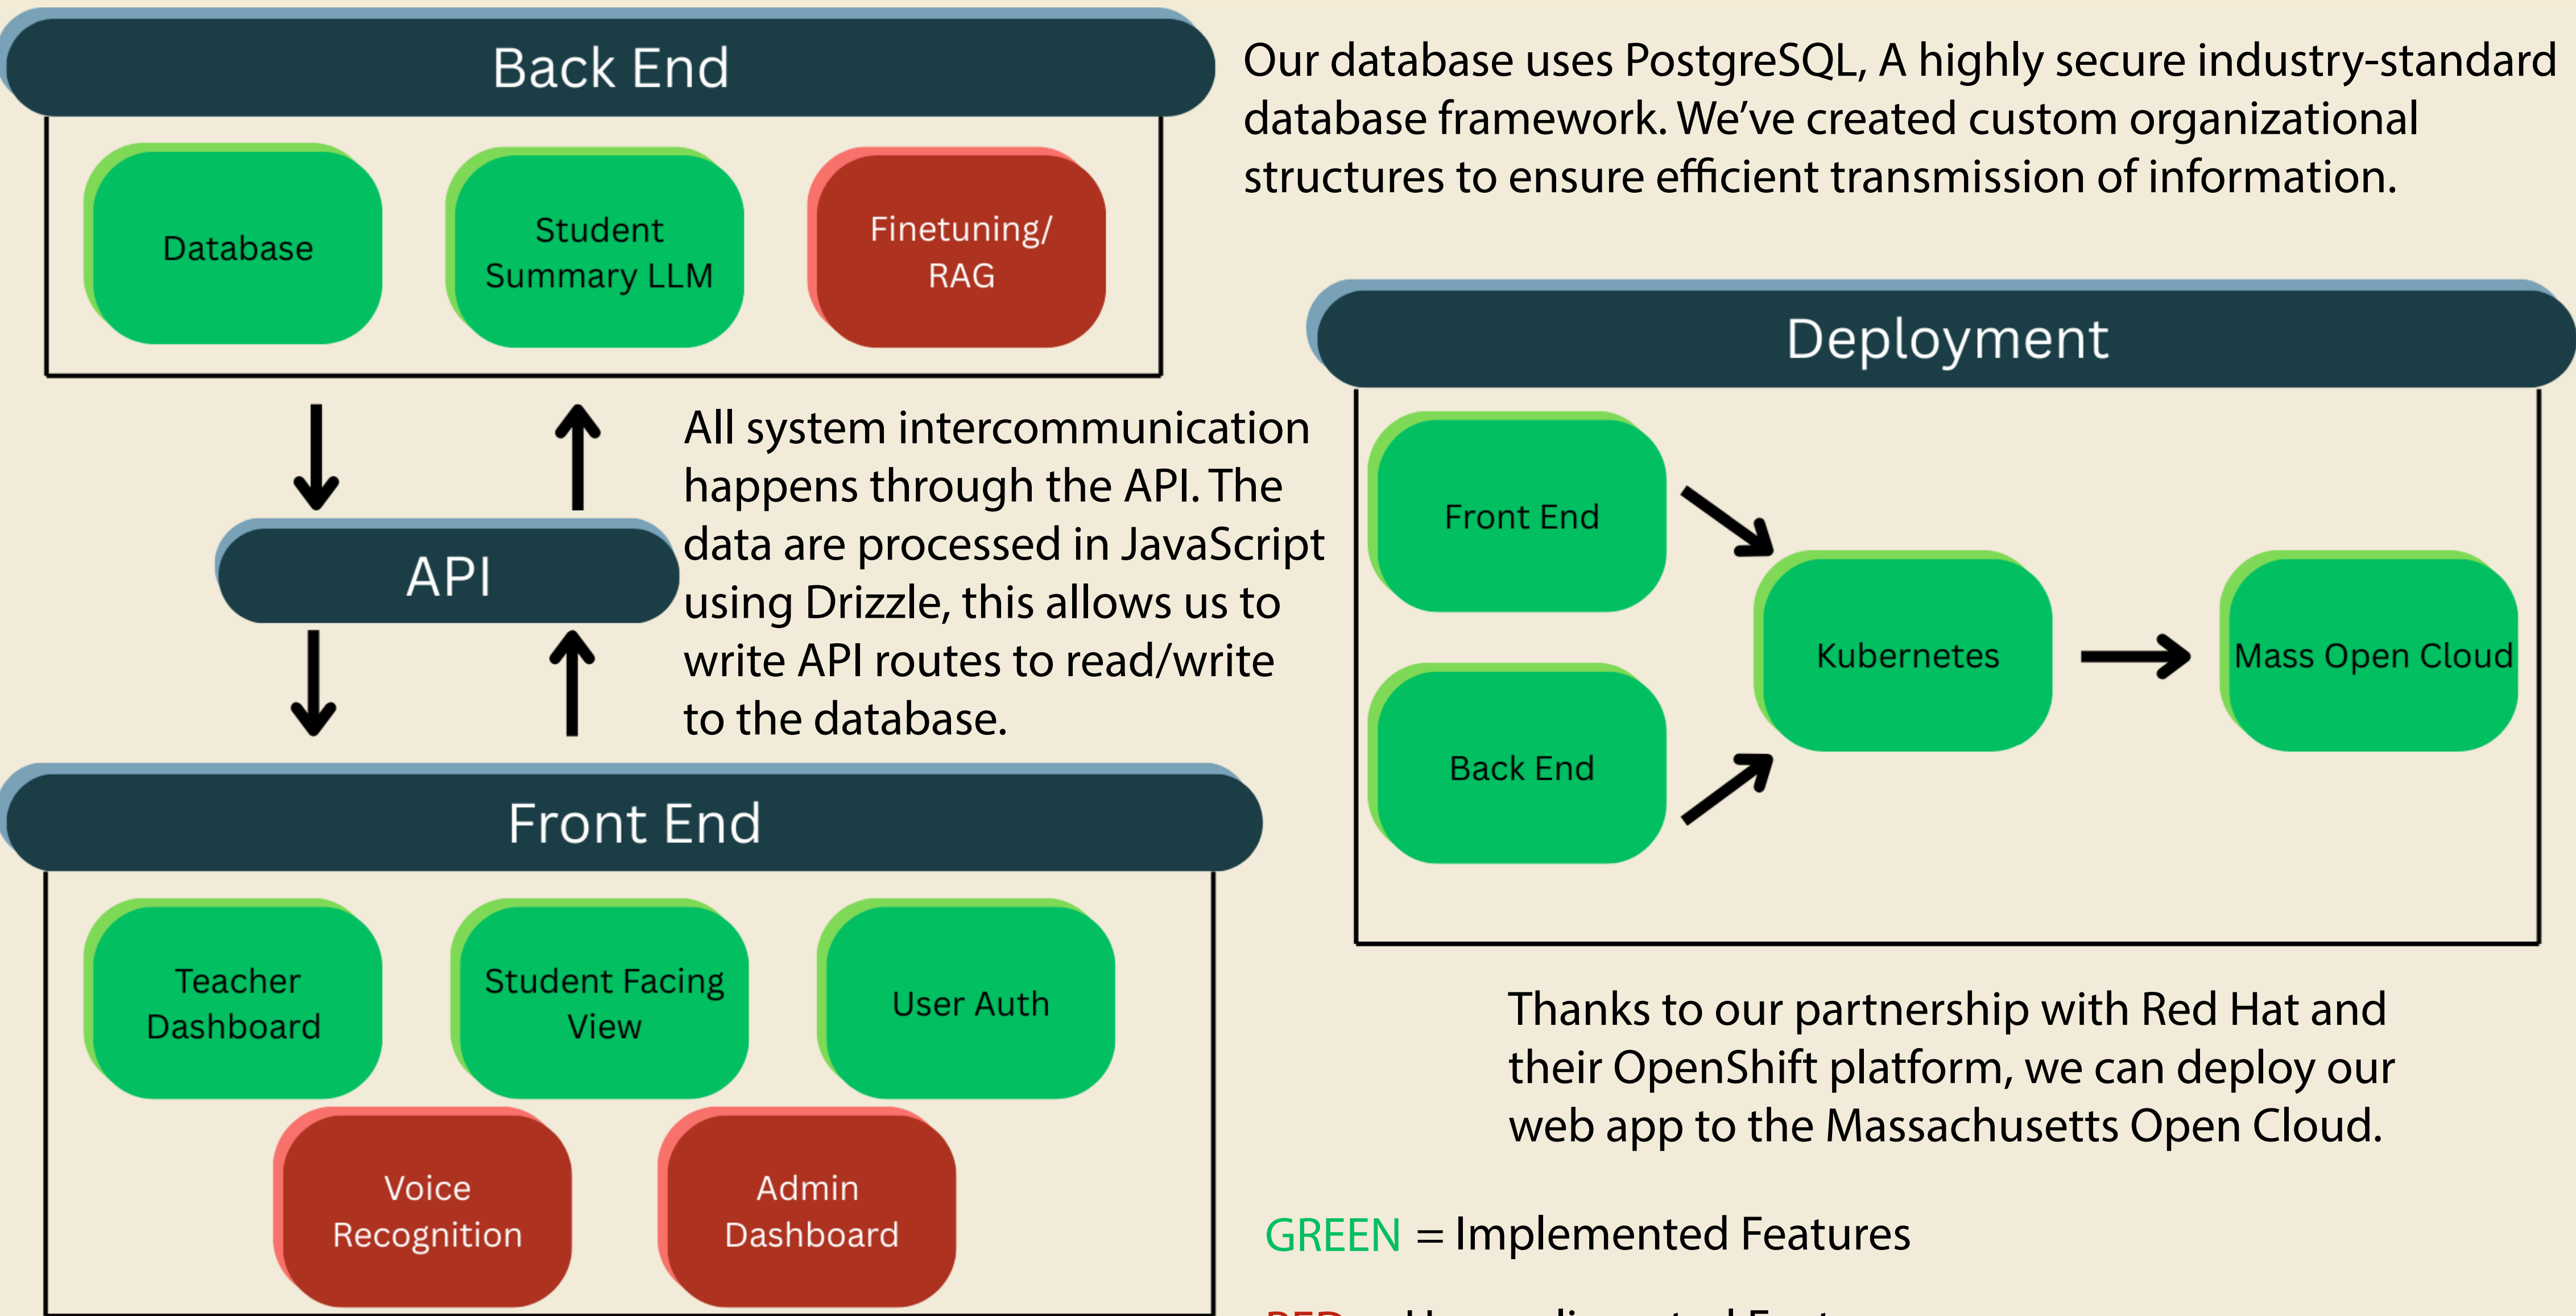 Back End
Database
Student
Summary LLM
Finetuning/
RAG
Our database uses PostgreSQL, A highly secure industry-standard
database framework. We've created custom organizational
structures to ensure efficient transmission of information.
All system intercommunication
happens through the API. The
data are processed in JavaScript
using Drizzle, this allows us to
write API routes to read/write
to the database.
API
Front End
Teacher
Dashboard
Student Facing
View
User Auth
Voice
Recognition
Admin
Dashboard
Deployment
Front End
Back End
Kubernetes
Mass Open Cloud
Thanks to our partnership with Red Hat and
their OpenShift platform, we can deploy our
web app to the Massachusetts Open Cloud.
GREEN = Implemented Features
RED =